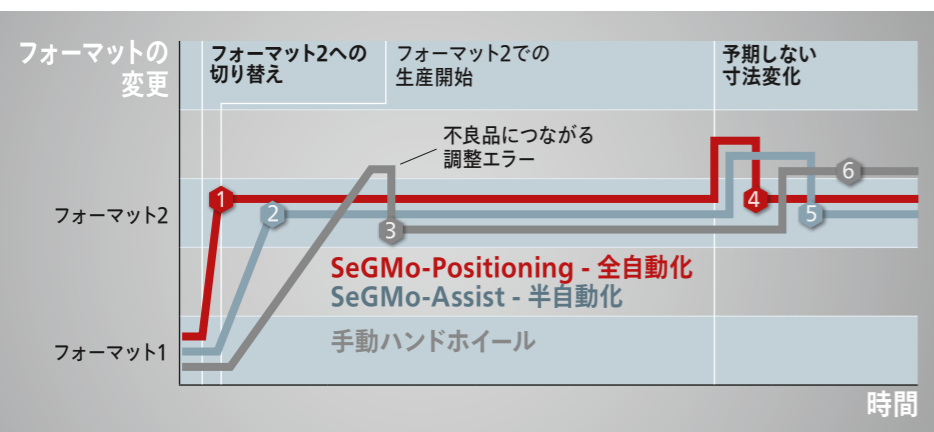 フォーマットの
変更
フォーマット2への
切り替え
フォーマット2での
生産開始
予期しない
寸法変化
不良品につながる
調整エラー
6
1
4
フォーマット2
2
5
3
SeGMo-Positioning - 全自動化
SeGMo-Assist - 半自動化
手動ハンドホイール
フォーマット1
時間